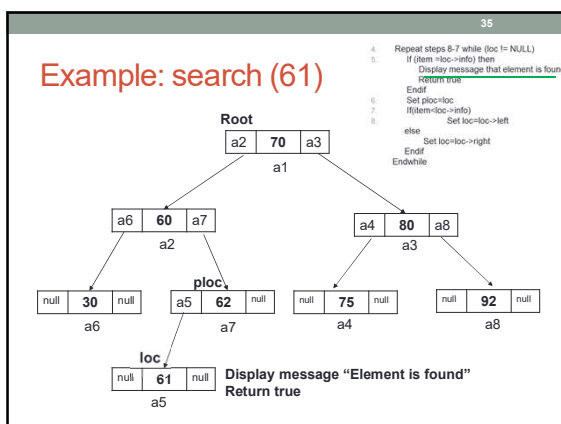 35
Example: search (61)
4. Repeat steps 8-7 while (loc != NULL)
5. If (item =loc->info) then
Display message that element is foun
Return true
Endif
6. Set ploc=loc
7. If(item<loc->info)
8. Set loc=loc->left
else
Set loc=loc->right
Endif
Endwhile
Root
a2 70 a3
a1
a6 60 a7
a2
a4 80 a8
a3
ploc
null 30 null
a6
a5 62 null
a7
null 75 null
a4
null 92 null
a8
loc
null 61 null
a5
Display message “Element is found”
Return true